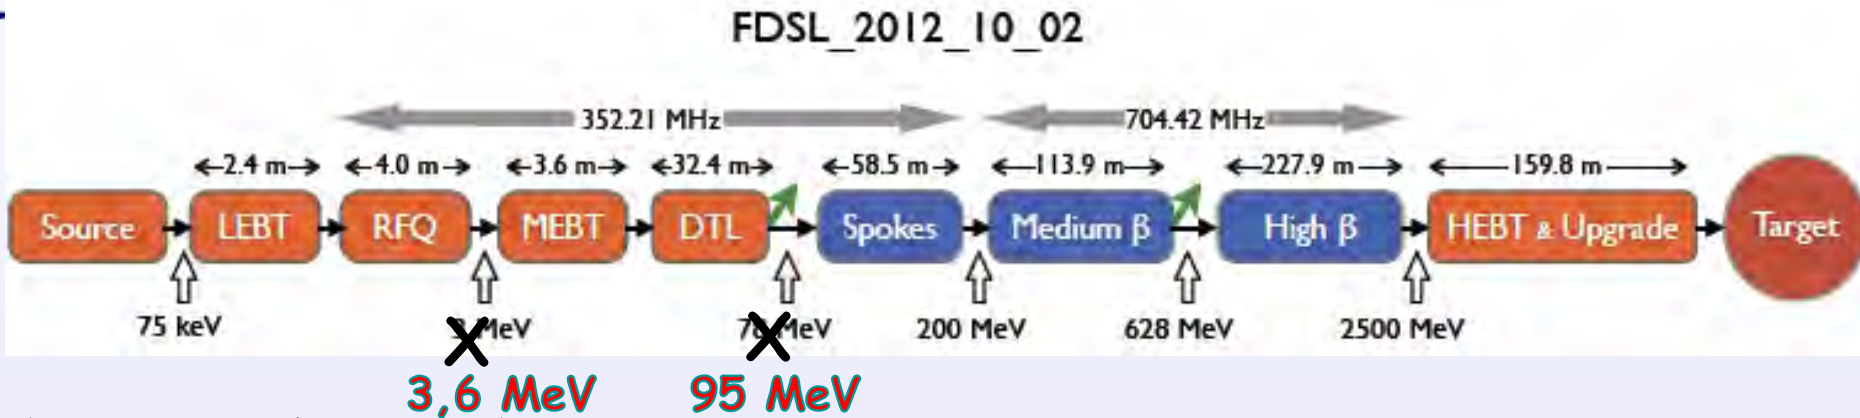 FDSL_2012_10_02
352.21 MHz 704.42 MHz
2.4 m 4.0 m 3.6 m 32.4 m 58.5 m 113.9 m 227.9 m 159.8 m
Source LEBT RFQ MEBT DTL Spokes Medium β High β HEBT & Upgrade Target
75 keV MeV MeV 200 MeV 628 MeV 2500 MeV
3,6 MeV 95 MeV